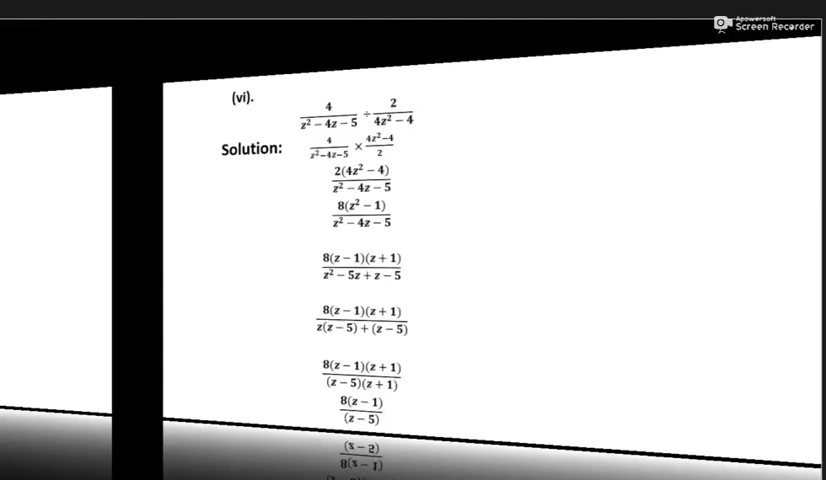 Apowersoft
Screen Recorder
(vi).
4/(z² − 4z − 5) ÷ 2/(4z² − 4)
Solution: 4/(z²−4z−5) × (4z²−4)/2
2(4z² − 4)/(z² − 4z − 5)
8(z² − 1)/(z² − 4z − 5)
8(z − 1)(z + 1)/(z² − 5z + z − 5)
8(z − 1)(z + 1)/(z(z − 5) + (z − 5))
8(z − 1)(z + 1)/((z − 5)(z + 1))
8(z − 1)/(z − 5)